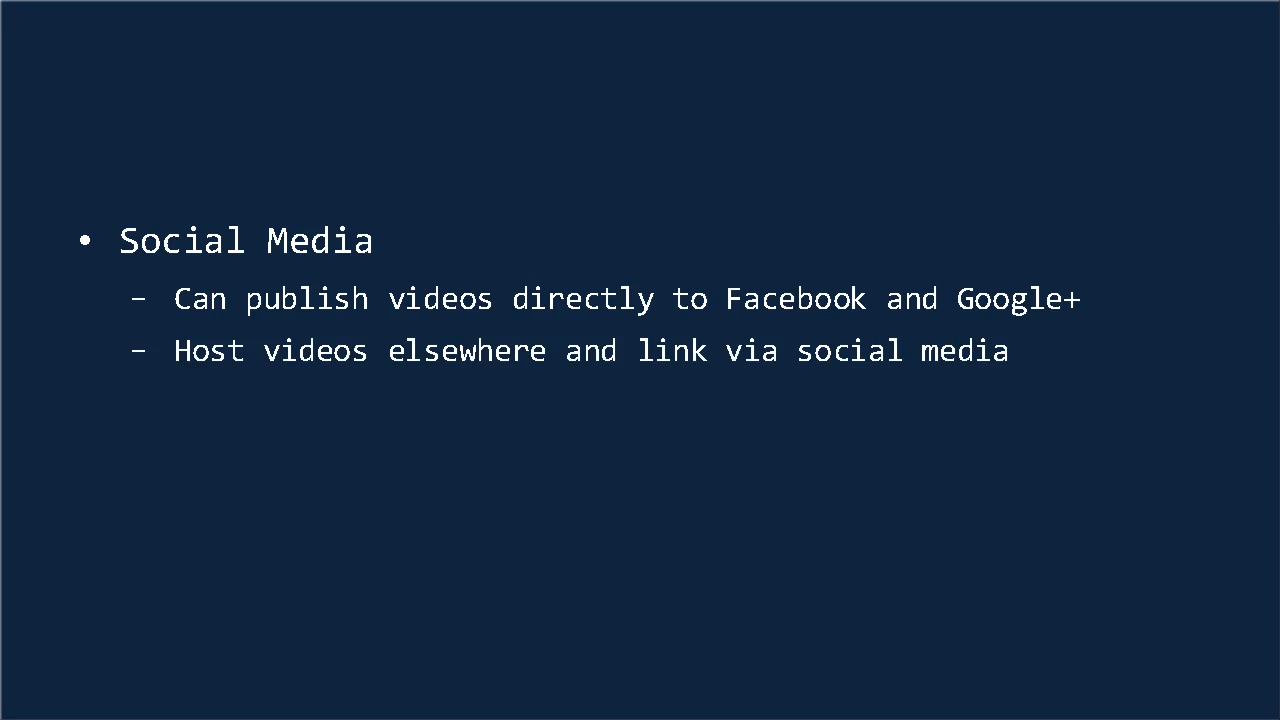 • Social Media
– Can publish videos directly to Facebook and Google+
– Host videos elsewhere and link via social media